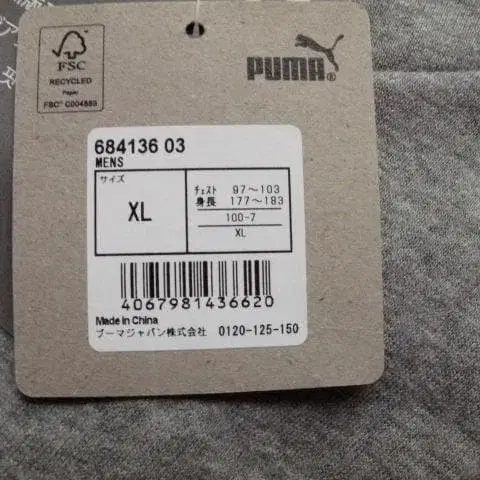 FSC
RECYCLED
Paper
FSC® C004889
PUMA®
684136 03
MENS
サイズ
XL
チェスト 97～103
身長 177～183
100-7
XL
4067981436620
Made in China
プーマジャパン株式会社 0120-125-150